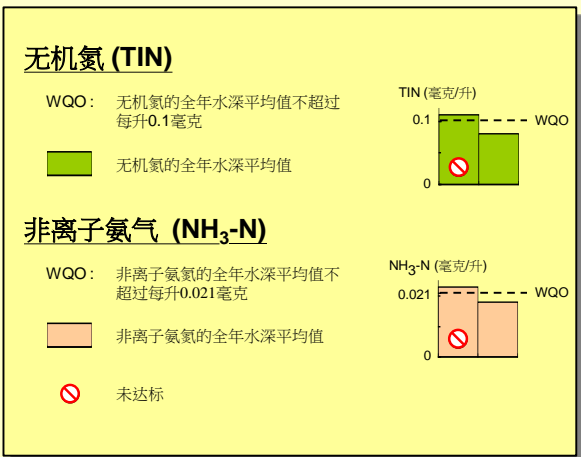 无机氮 (TIN)
WQO : 无机氮的全年水深平均值不超过
每升0.1毫克
无机氮的全年水深平均值
TIN (毫克/升)
0.1
WQO
0
非离子氨气 (NH3-N)
WQO : 非离子氨氮的全年水深平均值不
超过每升0.021毫克
非离子氨氮的全年水深平均值
未达标
NH3-N (毫克/升)
0.021
WQO
0